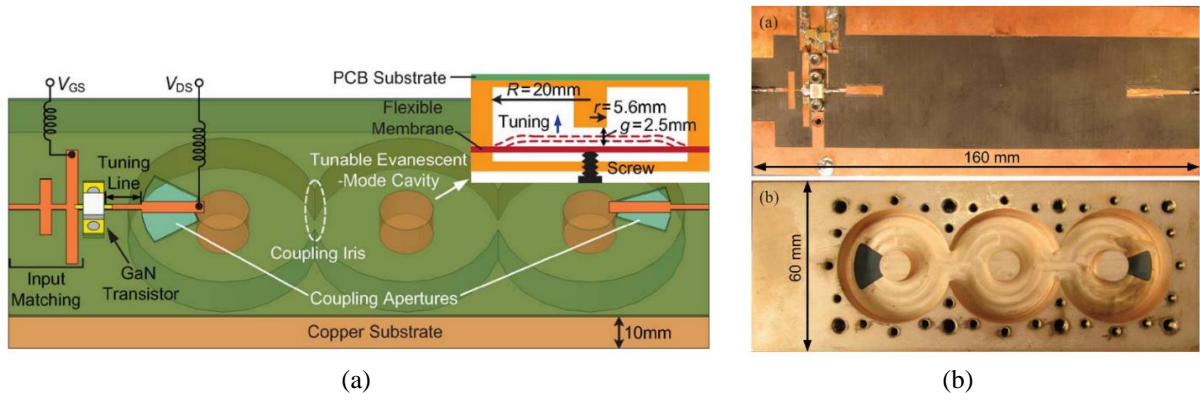 V_GS
V_DS
Tuning
Line
Input
Matching
GaN
Transistor
PCB Substrate
Flexible
Membrane
R=20mm
r=5.6mm
Tuning
g=2.5mm
Screw
Tunable Evanescent
-Mode Cavity
Coupling Iris
Coupling Apertures
Copper Substrate
10mm
(a)
(a)
160 mm
(b)
60 mm
(b)